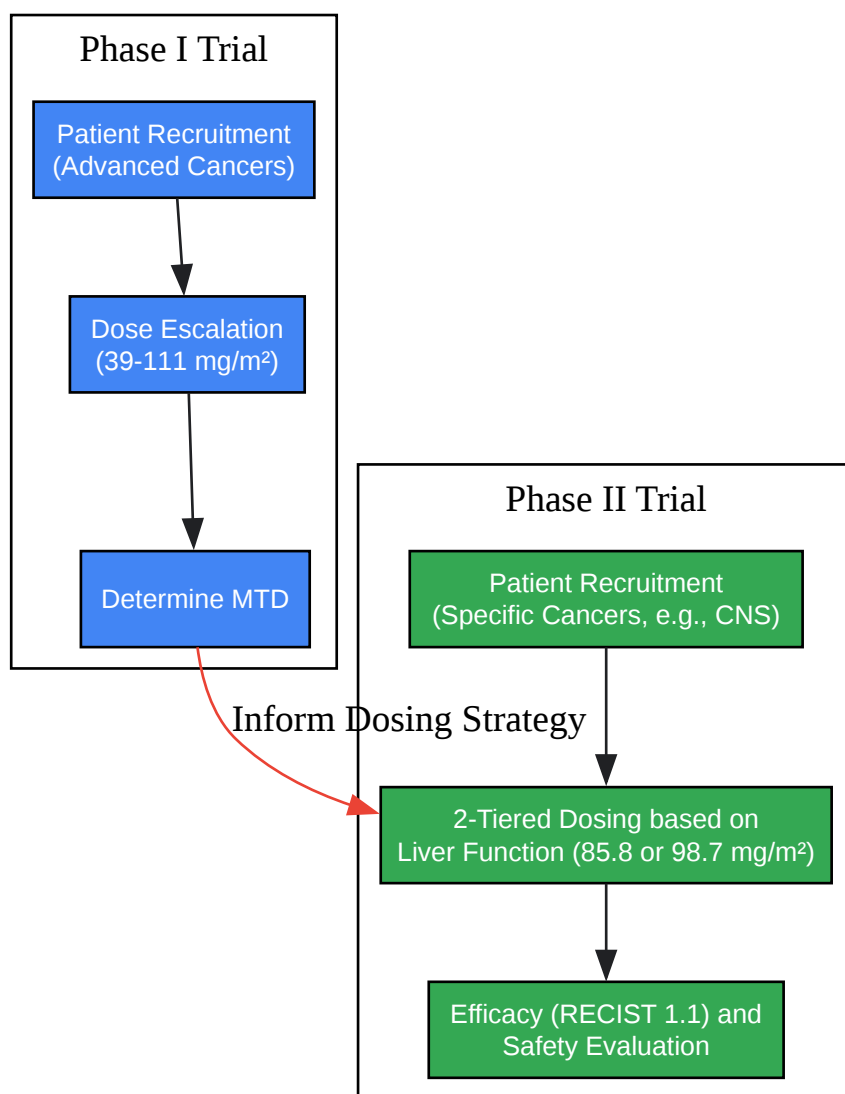 Phase I Trial
Patient Recruitment
(Advanced Cancers)
Dose Escalation
(39-111 mg/m²)
Determine MTD
Inform Dosing Strategy
Phase II Trial
Patient Recruitment
(Specific Cancers, e.g., CNS)
2-Tiered Dosing based on
Liver Function (85.8 or 98.7 mg/m²)
Efficacy (RECIST 1.1) and
Safety Evaluation